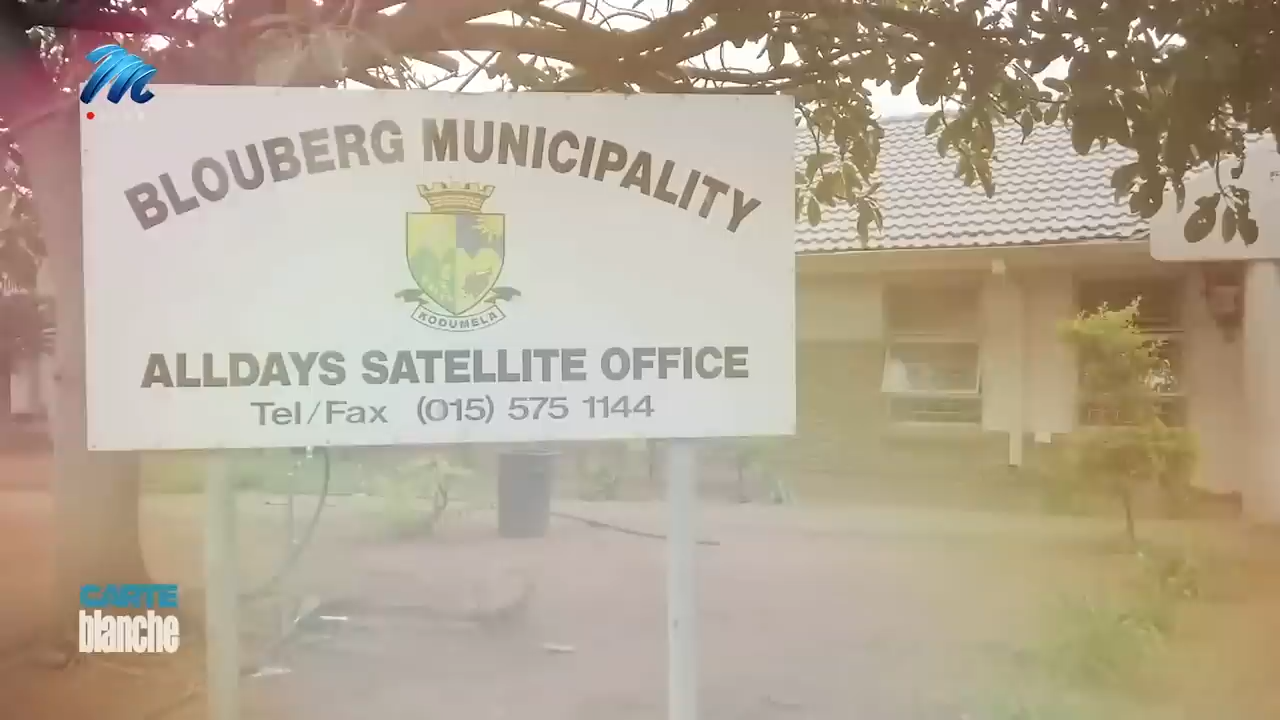 BLOUBERG MUNICIPALITY
KODUMELA
ALLDAYS SATELLITE OFFICE
Tel/Fax (015) 575 1144
CARTE
blanche